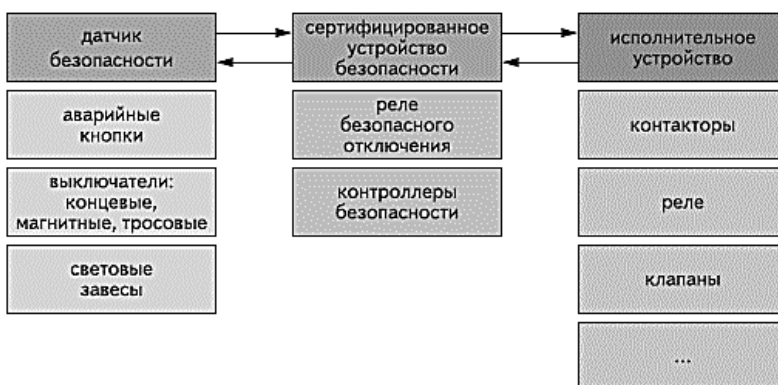 датчик
безопасности
аварийные
кнопки
выключатели:
концевые,
магнитные, тросовые
световые
завесы
сертифицированное
устройство
безопасности
реле
безопасного
отключения
контроллеры
безопасности
исполнительное
устройство
контакторы
реле
клапаны
...